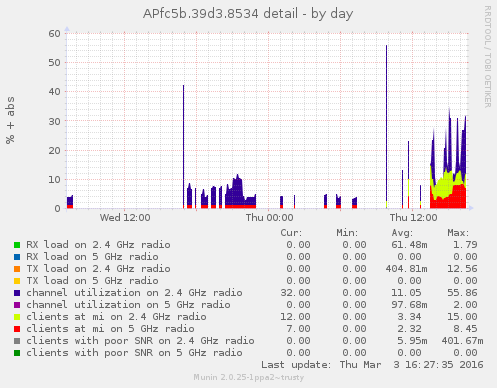 APfc5b.39d3.8534 detail - by day
RRDTOOL / TOBI OETIKER
% + abs
60
50
40
30
20
10
0
Wed 12:00 Thu 00:00 Thu 12:00
Cur: Min: Avg: Max:
RX load on 2.4 GHz radio 0.00 0.00 61.48m 1.79
RX load on 5 GHz radio 0.00 0.00 0.00 0.00
TX load on 2.4 GHz radio 0.00 0.00 404.81m 12.56
TX load on 5 GHz radio 0.00 0.00 0.00 0.00
channel utilization on 2.4 GHz radio 32.00 0.00 11.05 55.86
channel utilization on 5 GHz radio 0.00 0.00 97.68m 2.00
clients at mi on 2.4 GHz radio 12.00 0.00 3.34 15.00
clients at mi on 5 GHz radio 7.00 0.00 2.32 8.45
clients with poor SNR on 2.4 GHz radio 0.00 0.00 5.95m 401.67m
clients with poor SNR on 5 GHz radio 0.00 0.00 0.00 0.00
Last update: Thu Mar 3 16:27:35 2016
Munin 2.0.25-1ppa2~trusty